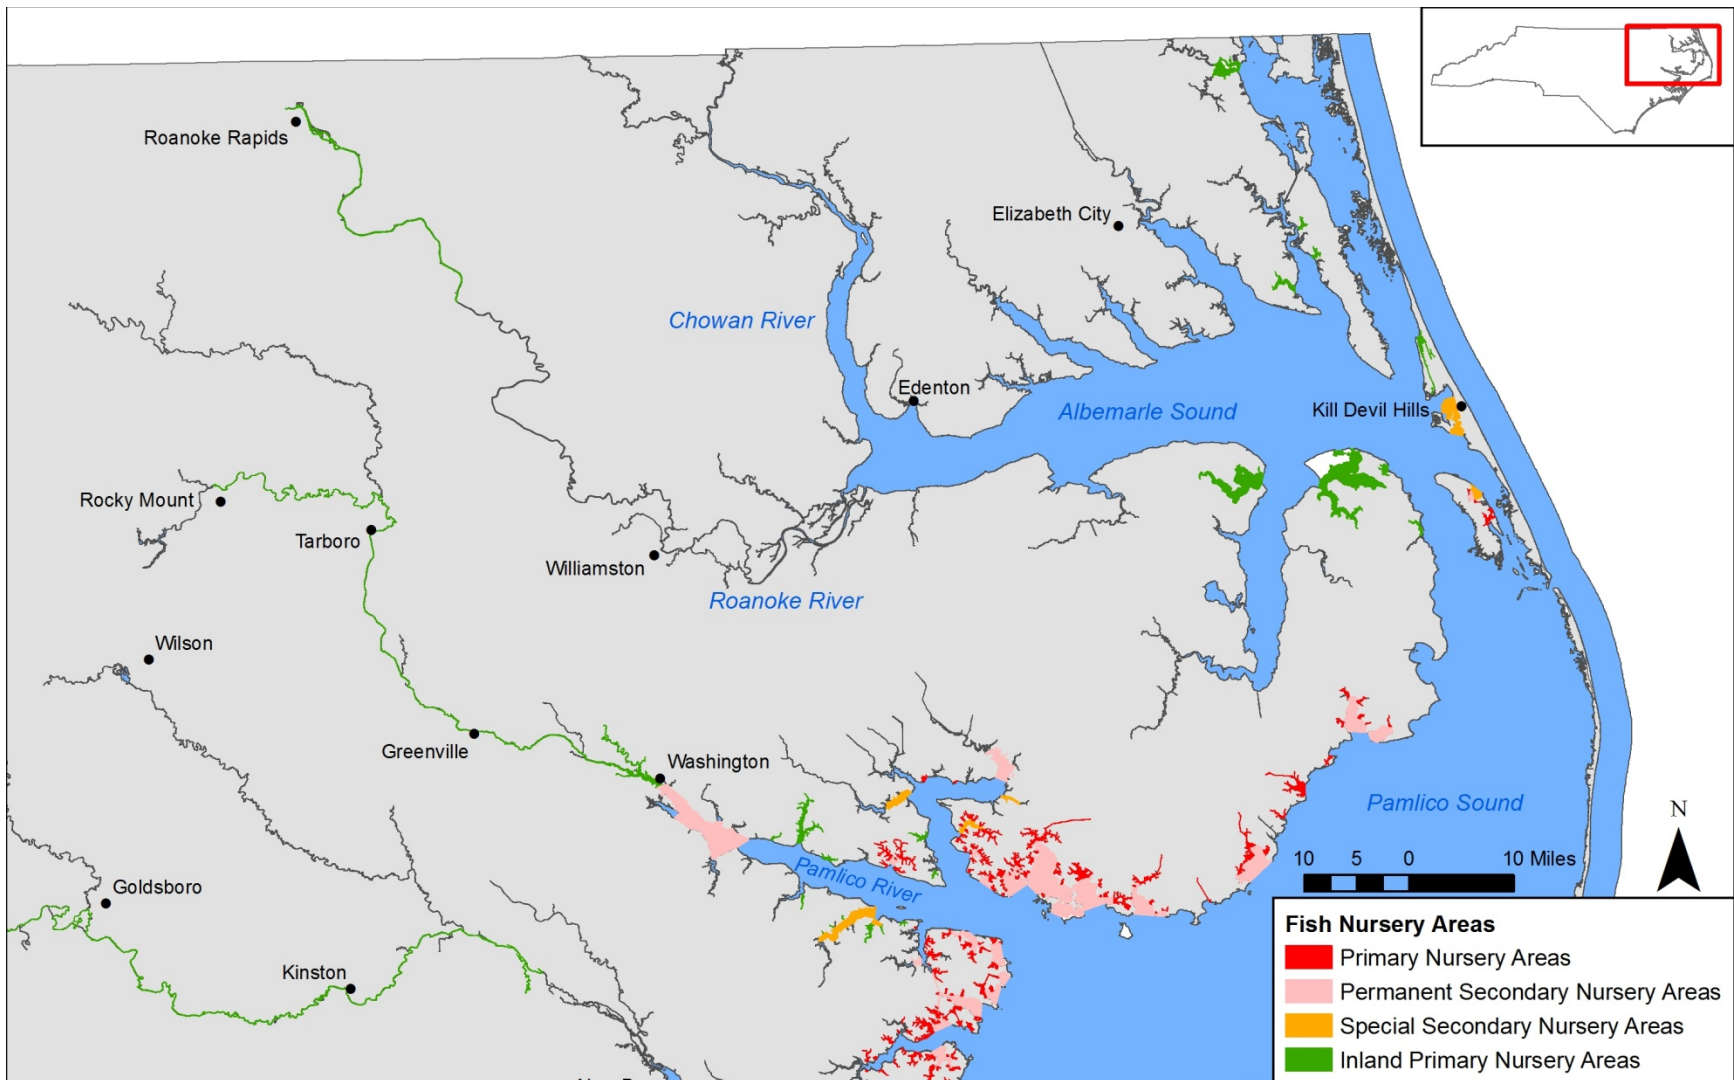 Roanoke Rapids
Elizabeth City
Chowan River
Edenton
Albemarle Sound
Kill Devil Hills
Rocky Mount
Tarboro
Williamston
Roanoke River
Wilson
Greenville
Washington
Pamlico Sound
N
10 5 0 10 Miles
Pamlico River
Goldsboro
Kinston
Fish Nursery Areas
Primary Nursery Areas
Permanent Secondary Nursery Areas
Special Secondary Nursery Areas
Inland Primary Nursery Areas